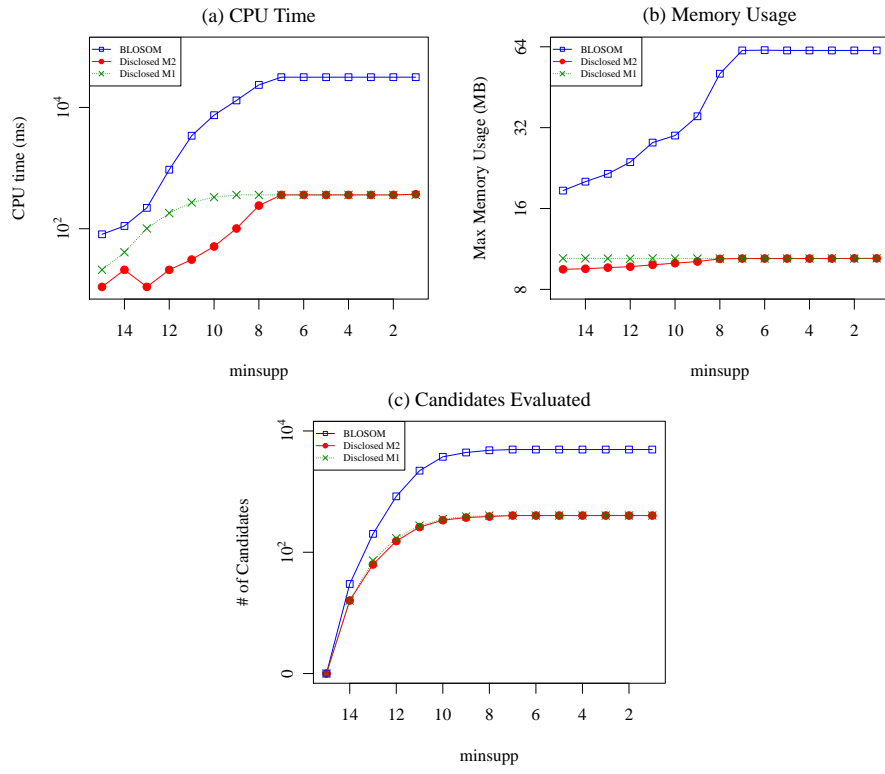 (a) CPU Time
BLOSOM
Disclosed M2
Disclosed M1
CPU time (ms)
10^4
10^2
14 12 10 8 6 4 2
minsupp
(b) Memory Usage
BLOSOM
Disclosed M2
Disclosed M1
Max Memory Usage (MB)
64
32
16
8
14 12 10 8 6 4 2
minsupp
(c) Candidates Evaluated
BLOSOM
Disclosed M2
Disclosed M1
# of Candidates
10^4
10^2
0
14 12 10 8 6 4 2
minsupp